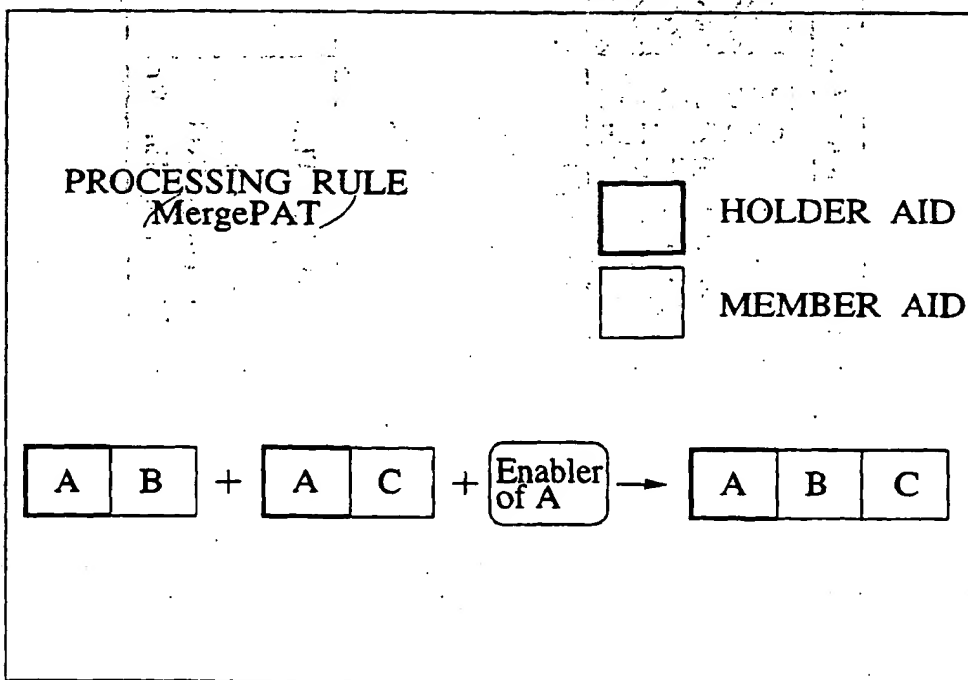 PROCESSING RULE
MergePAT
HOLDER AID
MEMBER AID
A B + A C + Enabler of A → A B C